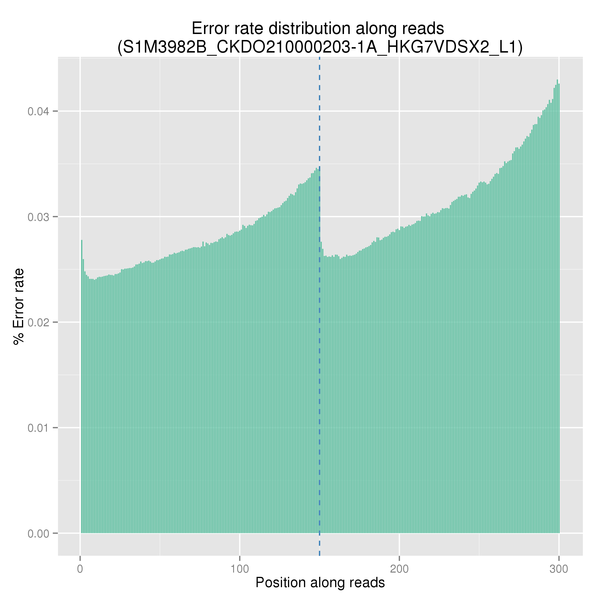 Error rate distribution along reads
(S1M3982B_CKDO210000203-1A_HKG7VDSX2_L1)
% Error rate
0.04
0.03
0.02
0.01
0.00
0
100
200
300
Position along reads